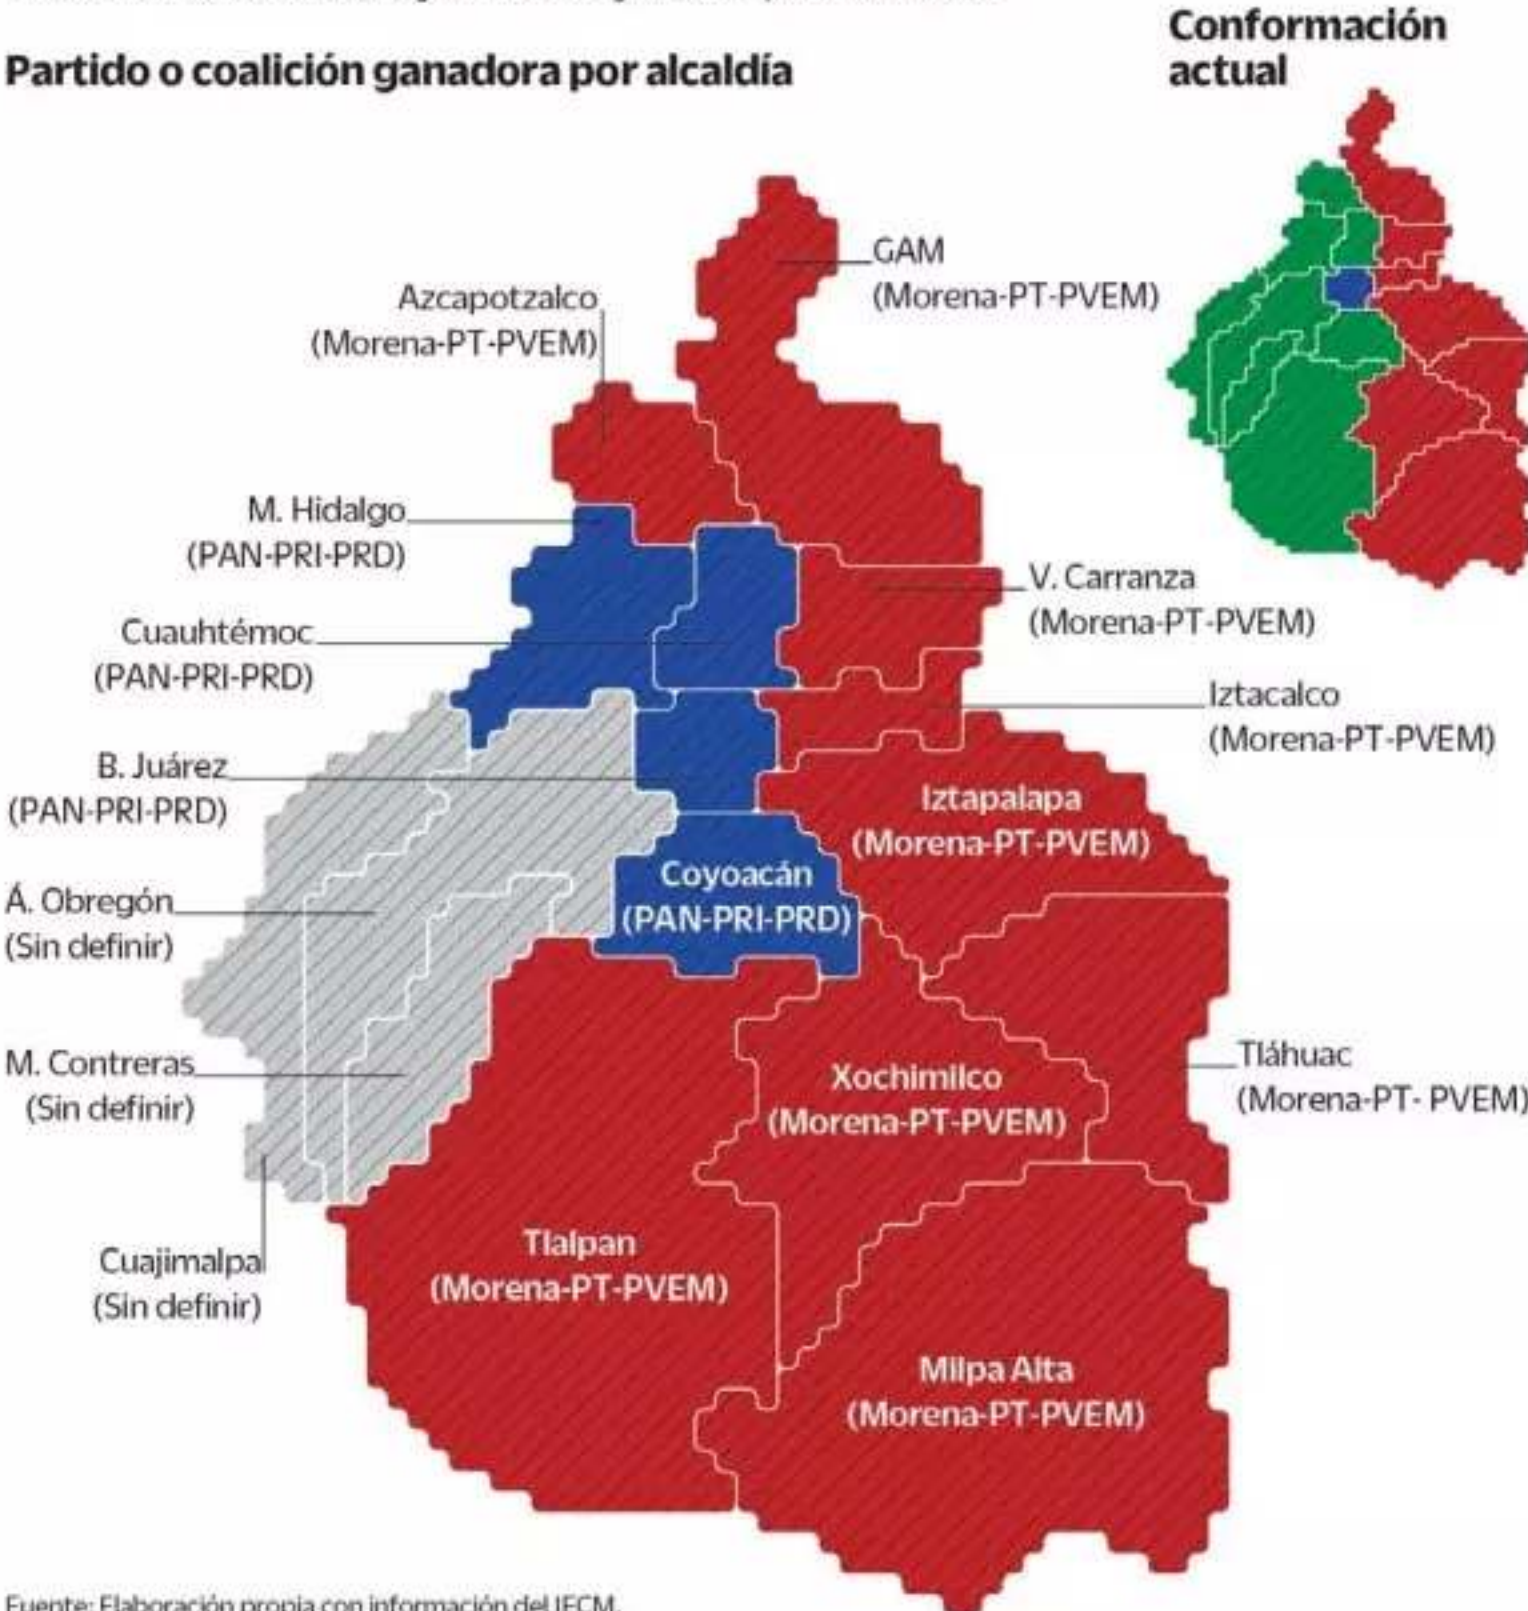 Partido o coalición ganadora por alcaldía
Conformación
actual
GAM
(Morena-PT-PVEM)
Azcapotzalco
(Morena-PT-PVEM)
M. Hidalgo
(PAN-PRI-PRD)
V. Carranza
(Morena-PT-PVEM)
Cuauhtémoc
(PAN-PRI-PRD)
Iztacalco
(Morena-PT-PVEM)
B. Juárez
(PAN-PRI-PRD)
Iztapalapa
(Morena-PT-PVEM)
Coyoacán
(PAN-PRI-PRD)
Á. Obregón
(Sin definir)
M. Contreras
(Sin definir)
Xochimilco
(Morena-PT-PVEM)
Tláhuac
(Morena-PT- PVEM)
Cuajimalpa
(Sin definir)
Tlalpan
(Morena-PT-PVEM)
Milpa Alta
(Morena-PT-PVEM)
Fuente: Elaboración propia con información del IECM.